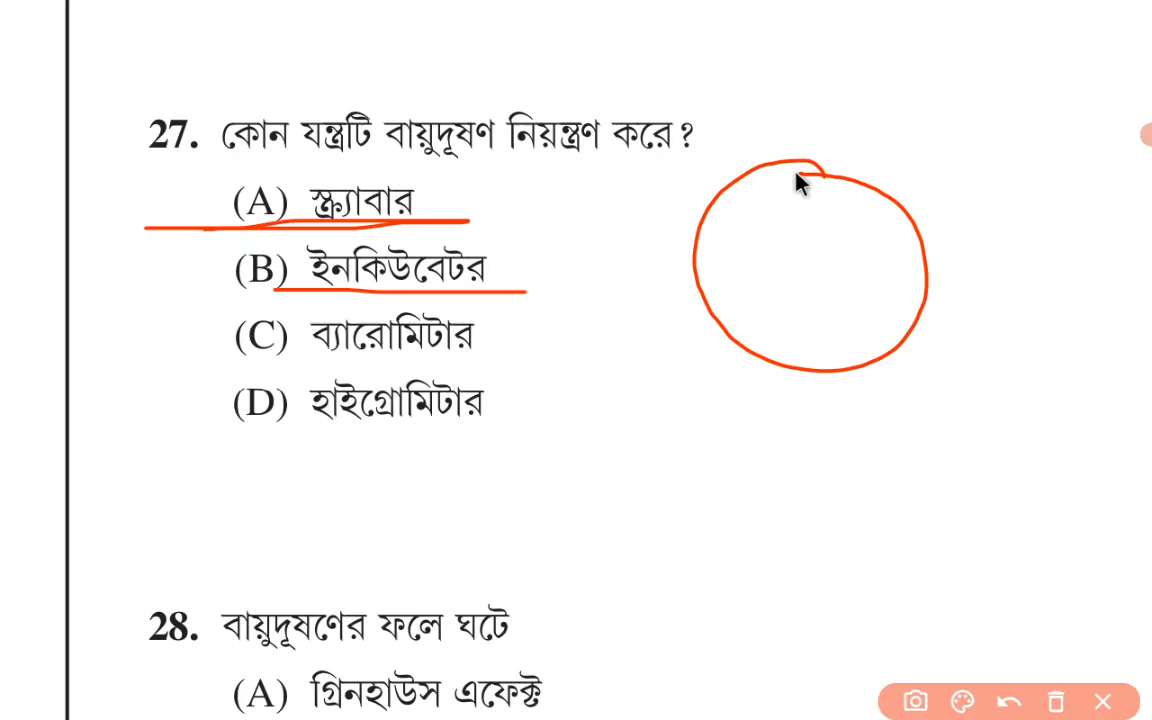 27. কোন যন্ত্রটি বায়ুদূষণ নিয়ন্ত্রণ করে?
(A) স্ক্র্যাবার
(B) ইনকিউবেটর
(C) ব্যারোমিটার
(D) হাইগ্রোমিটার
28. বায়ুদূষণের ফলে ঘটে
(A) গ্রিনহাউস এফেক্ট